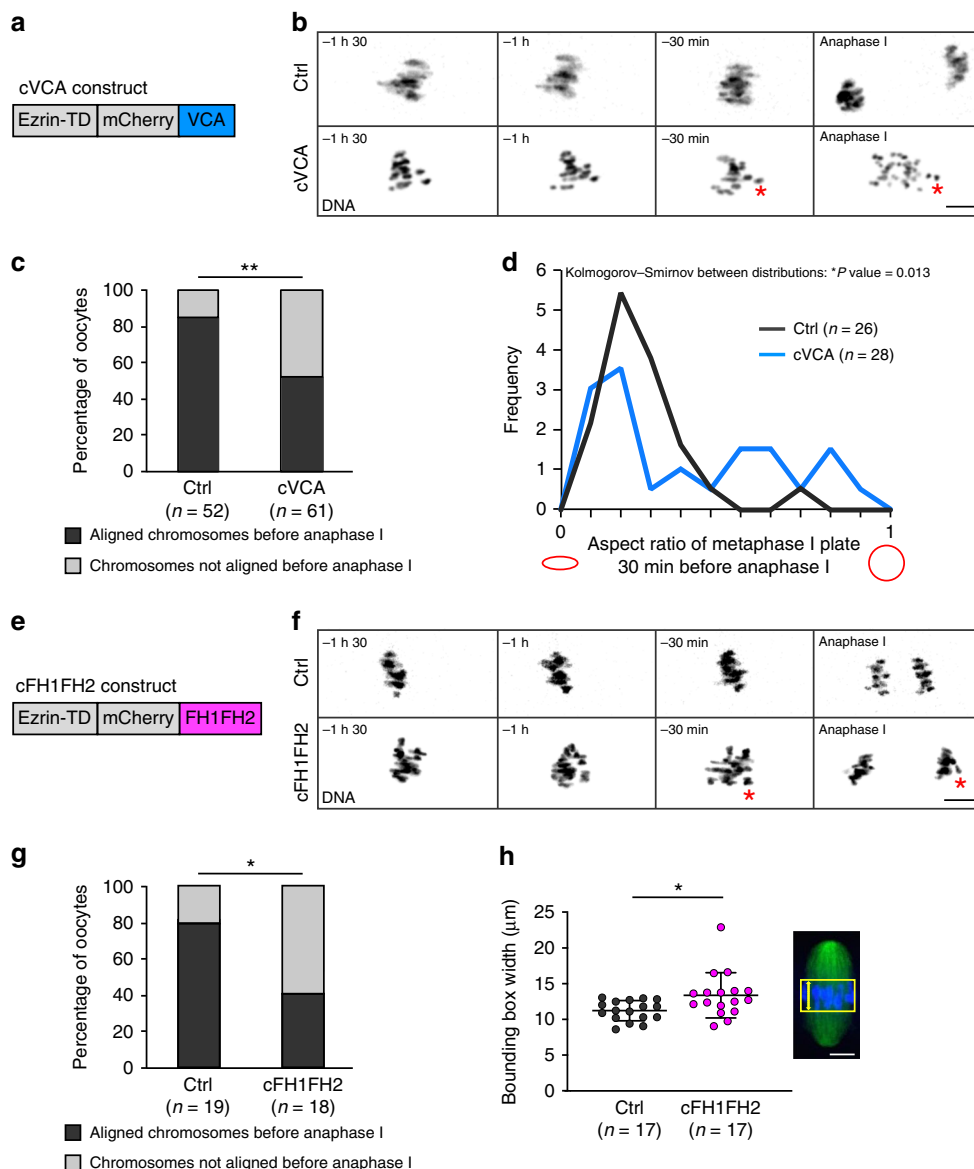 a
cVCA construct
Ezrin-TD mCherry VCA
b
Ctrl
–1 h 30
–1 h
–30 min
Anaphase I
cVCA
–1 h 30
–1 h
–30 min
Anaphase I
*
*
DNA
c
**
Percentage of oocytes
100
80
60
40
20
0
Ctrl
(n = 52)
cVCA
(n = 61)
Aligned chromosomes before anaphase I
Chromosomes not aligned before anaphase I
d
Kolmogorov–Smirnov between distributions: *P value = 0.013
Ctrl (n = 26)
cVCA (n = 28)
Frequency
6
5
4
3
2
1
0
0
1
Aspect ratio of metaphase I plate
30 min before anaphase I
e
cFH1FH2 construct
Ezrin-TD mCherry FH1FH2
f
Ctrl
–1 h 30
–1 h
–30 min
Anaphase I
cFH1FH2
–1 h 30
–1 h
–30 min
Anaphase I
*
*
DNA
g
*
Percentage of oocytes
100
80
60
40
20
0
Ctrl
(n = 19)
cFH1FH2
(n = 18)
Aligned chromosomes before anaphase I
Chromosomes not aligned before anaphase I
h
*
Bounding box width (μm)
25
20
15
10
5
0
Ctrl
(n = 17)
cFH1FH2
(n = 17)